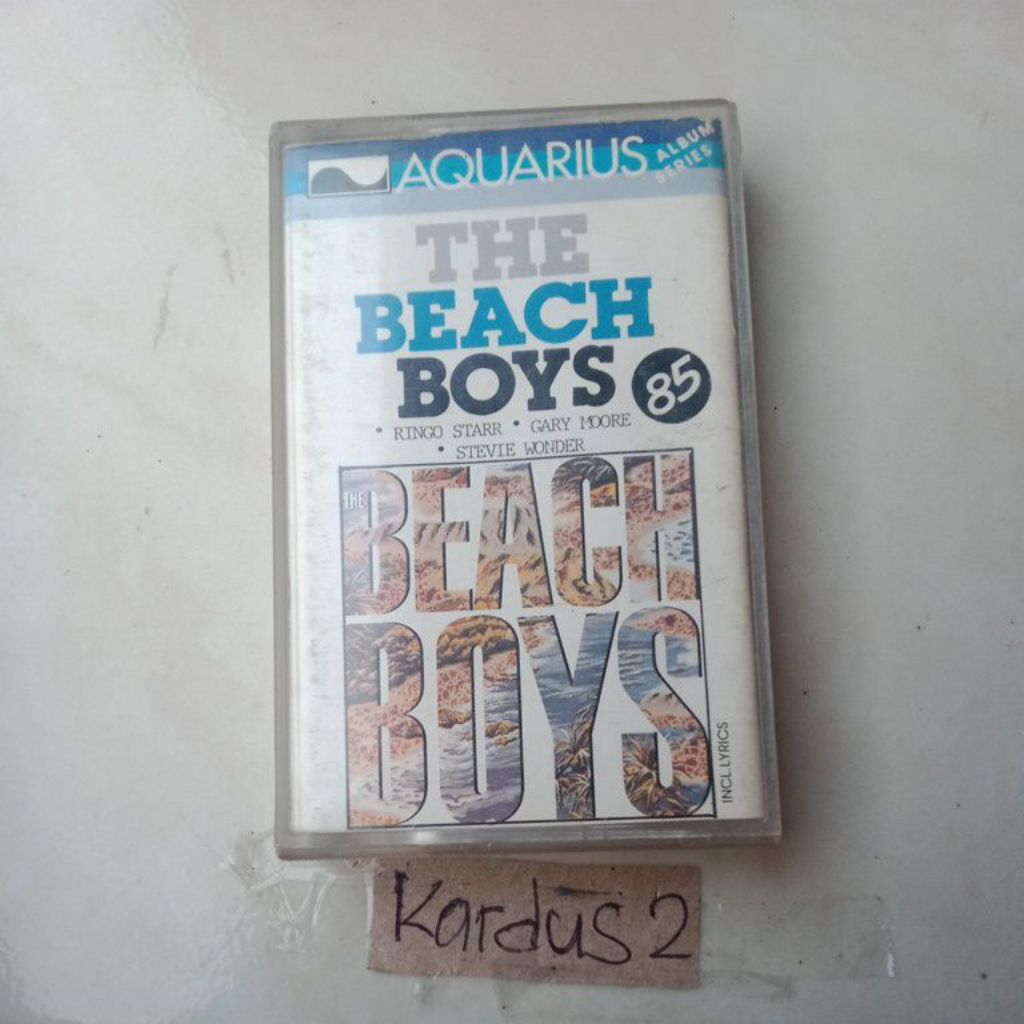 AQUARIUS
ALBUM
SERIES
THE
BEACH
BOYS 85
• RINGO STARR • GARY MOORE
• STEVIE WONDER
THE
BEACH
BOYS
INCL.LYRICS
Kardus 2